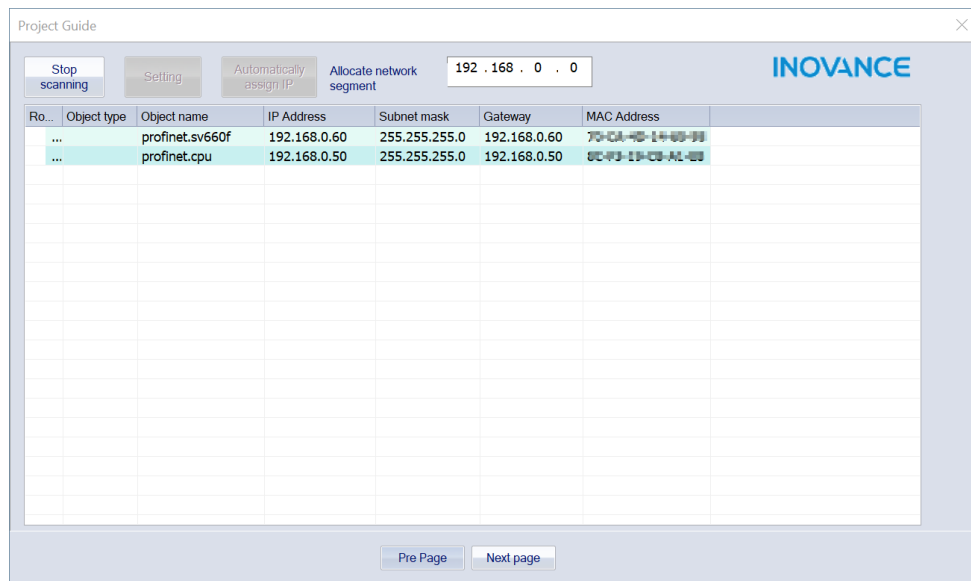 Project Guide
Stop scanning
Setting
Automatically assign IP
Allocate network segment
192 . 168 . 0 . 0
INOVANCE
Ro... Object type Object name IP Address Subnet mask Gateway MAC Address
... profinet.sv660f 192.168.0.60 255.255.255.0 192.168.0.60
... profinet.cpu 192.168.0.50 255.255.255.0 192.168.0.50
Pre Page Next page